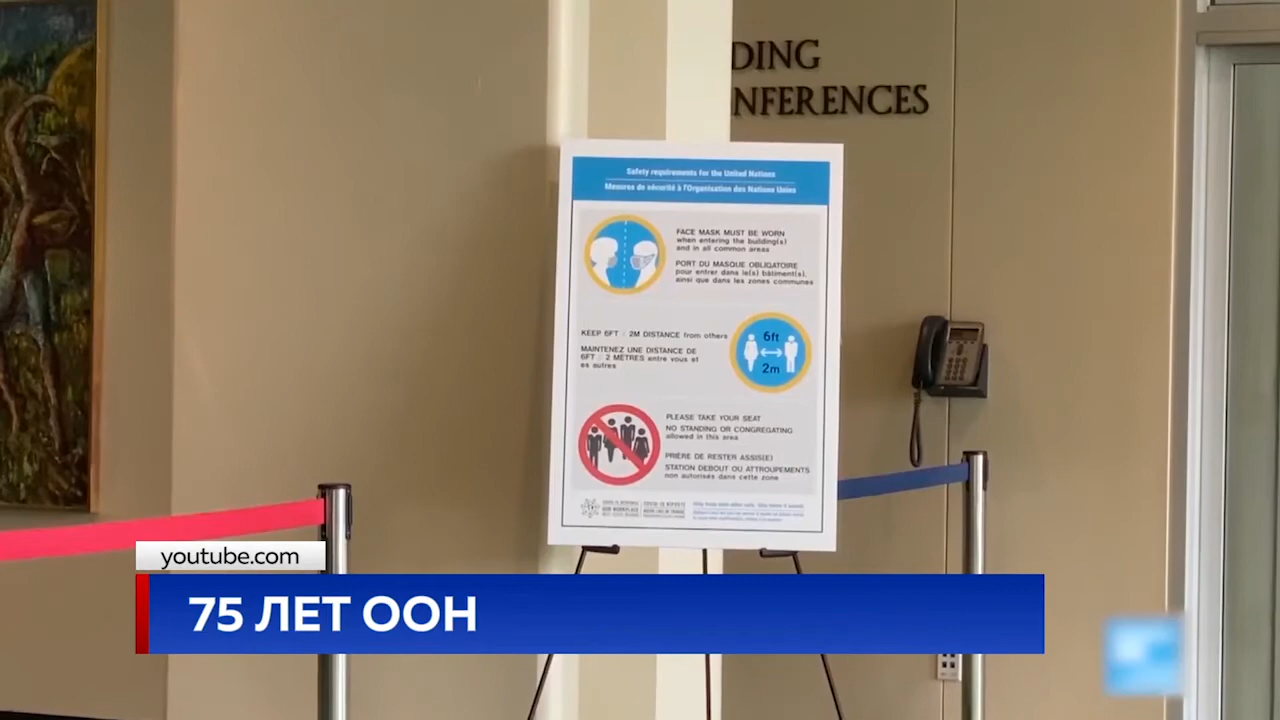 DING
NFERENCES
Safety requirements for the United Nations
Mesures de sécurité à l'Organisation des Nations Unies
FACE MASK MUST BE WORN
when entering the building(s)
and in all common areas
PORT DU MASQUE OBLIGATOIRE
pour entrer dans le(s) bâtiment(s),
ainsi que dans les zones communes
KEEP 6FT 2M DISTANCE from others
MAINTENEZ UNE DISTANCE DE
6FT 2 MÈTRES entre vous et
es autres
6ft
2m
PLEASE TAKE YOUR SEAT
NO STANDING OR CONGREGATING
allowed in this area
PRIÈRE DE RESTER ASSIS(E)
STATION DEBOUT OU ATTROUPEMENTS
non autorisés dans cette zone
youtube.com
75 ЛЕТ ООН